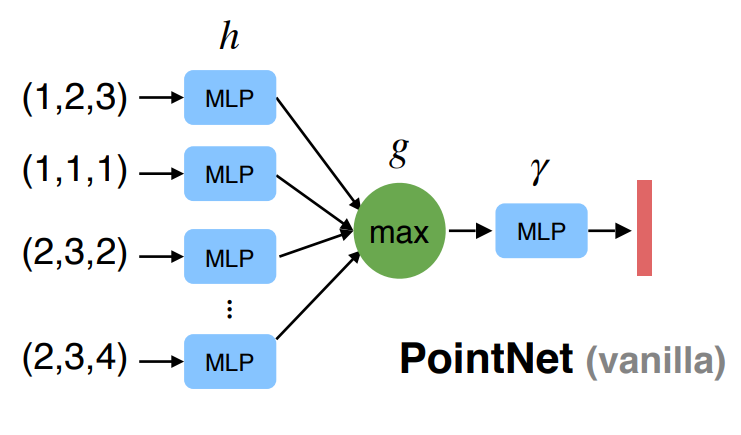 h
(1,2,3) MLP
(1,1,1) MLP
g
γ
(2,3,2) MLP
max
MLP
⋮
(2,3,4) MLP
PointNet (vanilla)